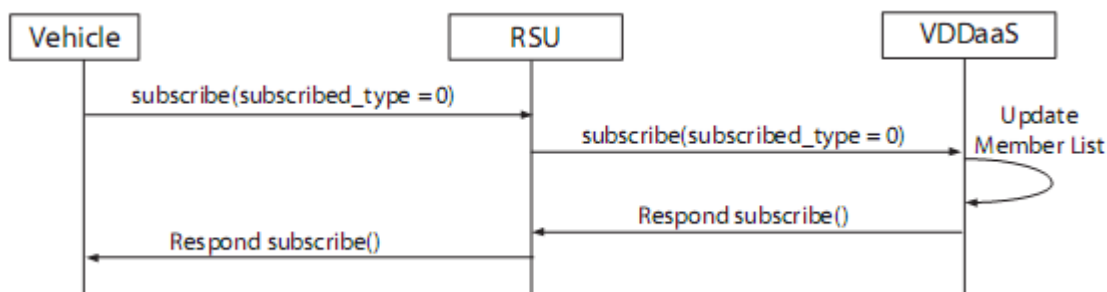 Vehicle
RSU
VDDaaS
subscribe(subscribed_type = 0)
subscribe(subscribed_type = 0)
Update
Member List
Respond subscribe()
Respond subscribe()